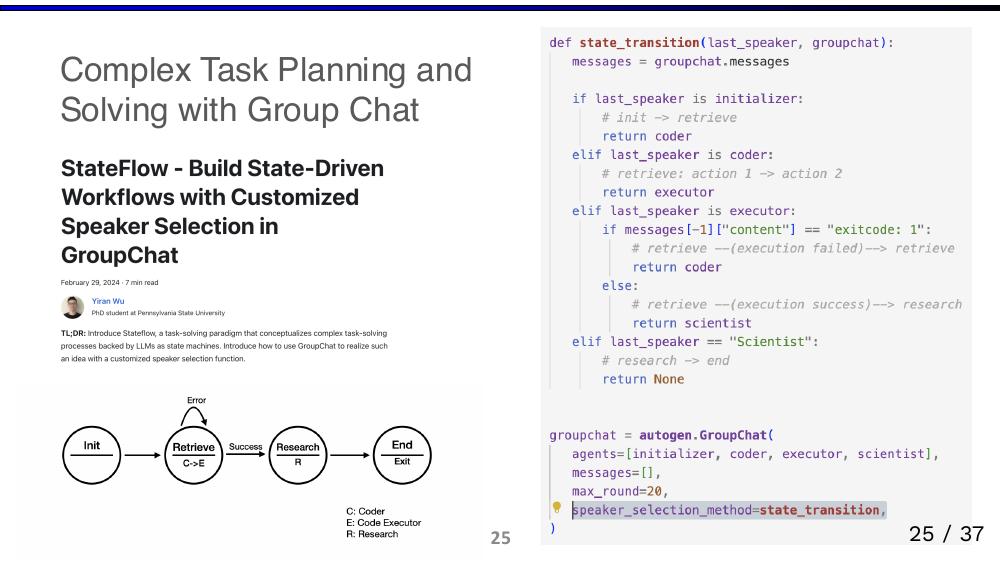 Complex Task Planning and
Solving with Group Chat
StateFlow - Build State-Driven
Workflows with Customized
Speaker Selection in
GroupChat
February 29, 2024 · 7 min read
Yiran Wu
PhD student at Pennsylvania State University
TL;DR: Introduce Stateflow, a task-solving paradigm that conceptualizes complex task-solving
processes backed by LLMs as state machines. Introduce how to use GroupChat to realize such
an idea with a customized speaker selection function.
Error
Init
Retrieve
C->E
Success
Research
R
End
Exit
C: Coder
E: Code Executor
R: Research
25
def state_transition(last_speaker, groupchat):
    messages = groupchat.messages

    if last_speaker is initializer:
        # init -> retrieve
        return coder
    elif last_speaker is coder:
        # retrieve: action 1 -> action 2
        return executor
    elif last_speaker is executor:
        if messages[-1]["content"] == "exitcode: 1":
            # retrieve --(execution failed)--> retrieve
            return coder
        else:
            # retrieve --(execution success)--> research
            return scientist
    elif last_speaker == "Scientist":
        # research -> end
        return None

groupchat = autogen.GroupChat(
    agents=[initializer, coder, executor, scientist],
    messages=[],
    max_round=20,
    speaker_selection_method=state_transition,
)
25 / 37